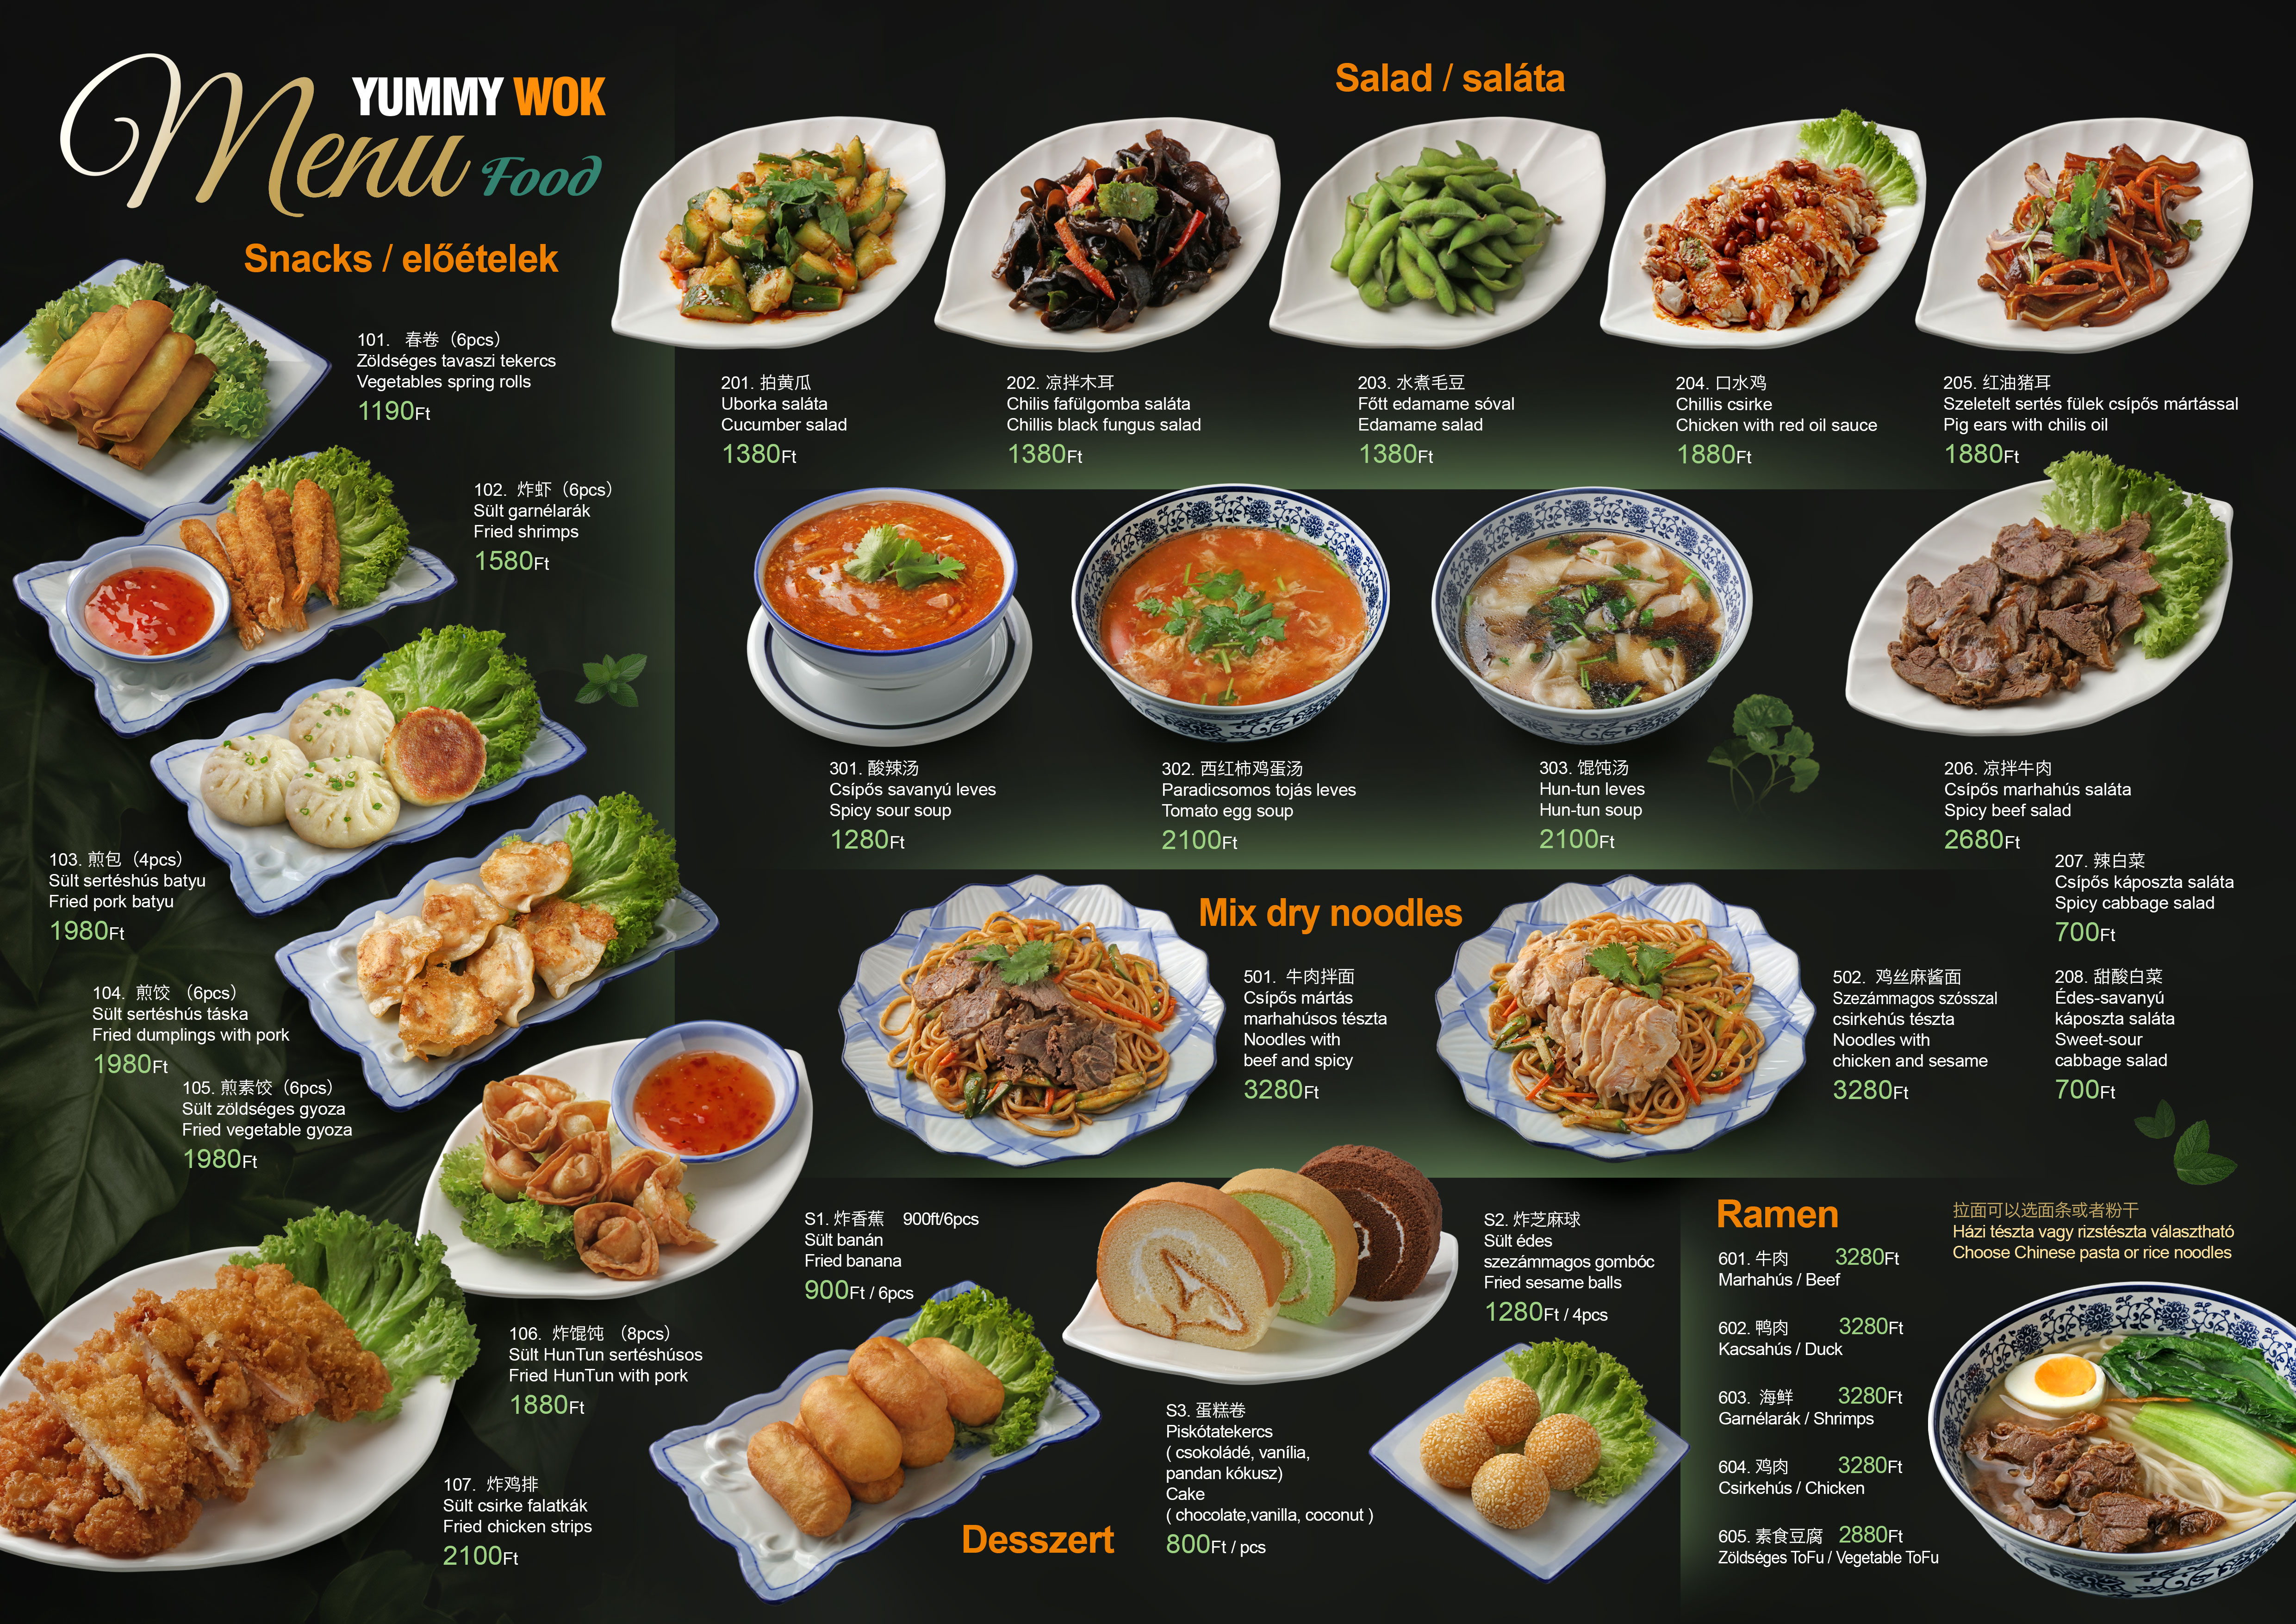 Menu
YUMMY WOK
Food
Snacks / előételek
101. 春卷（6pcs）
Zöldséges tavaszi tekercs
Vegetables spring rolls
1190Ft
102. 炸虾（6pcs）
Sült garnélarák
Fried shrimps
1580Ft
103. 煎包（4pcs）
Sült sertéshús batyu
Fried pork batyu
1980Ft
104. 煎饺 （6pcs）
Sült sertéshús táska
Fried dumplings with pork
1980Ft
105. 煎素饺（6pcs）
Sült zöldséges gyoza
Fried vegetable gyoza
1980Ft
106. 炸馄饨 （8pcs）
Sült HunTun sertéshúsos
Fried HunTun with pork
1880Ft
107. 炸鸡排
Sült csirke falatkák
Fried chicken strips
2100Ft
Salad / saláta
201. 拍黄瓜
Uborka saláta
Cucumber salad
1380Ft
202. 凉拌木耳
Chilis fafülgomba saláta
Chillis black fungus salad
1380Ft
203. 水煮毛豆
Főtt edamame sóval
Edamame salad
1380Ft
204. 口水鸡
Chillis csirke
Chicken with red oil sauce
1880Ft
205. 红油猪耳
Szeletelt sertés fülek csípős mártással
Pig ears with chilis oil
1880Ft
206. 凉拌牛肉
Csípős marhahús saláta
Spicy beef salad
2680Ft
207. 辣白菜
Csípős káposzta saláta
Spicy cabbage salad
700Ft
208. 甜酸白菜
Édes-savanyú
káposzta saláta
Sweet-sour
cabbage salad
700Ft
301. 酸辣汤
Csípős savanyú leves
Spicy sour soup
1280Ft
302. 西红柿鸡蛋汤
Paradicsomos tojás leves
Tomato egg soup
2100Ft
303. 馄饨汤
Hun-tun leves
Hun-tun soup
2100Ft
Mix dry noodles
501. 牛肉拌面
Csípős mártás
marhahúsos tészta
Noodles with
beef and spicy
3280Ft
502. 鸡丝麻酱面
Szezámmagos szósszal
csirkehús tészta
Noodles with
chicken and sesame
3280Ft
S1. 炸香蕉 900ft/6pcs
Sült banán
Fried banana
900Ft / 6pcs
S2. 炸芝麻球
Sült édes
szezámmagos gombóc
Fried sesame balls
1280Ft / 4pcs
S3. 蛋糕卷
Piskótatekercs
( csokoládé, vanília,
pandan kókusz)
Cake
( chocolate,vanilla, coconut )
800Ft / pcs
Desszert
Ramen
拉面可以选面条或者粉干
Házi tészta vagy rizstészta választható
Choose Chinese pasta or rice noodles
601. 牛肉 3280Ft
Marhahús / Beef
602. 鸭肉 3280Ft
Kacsahús / Duck
603. 海鲜 3280Ft
Garnélarák / Shrimps
604. 鸡肉 3280Ft
Csirkehús / Chicken
605. 素食豆腐 2880Ft
Zöldséges ToFu / Vegetable ToFu